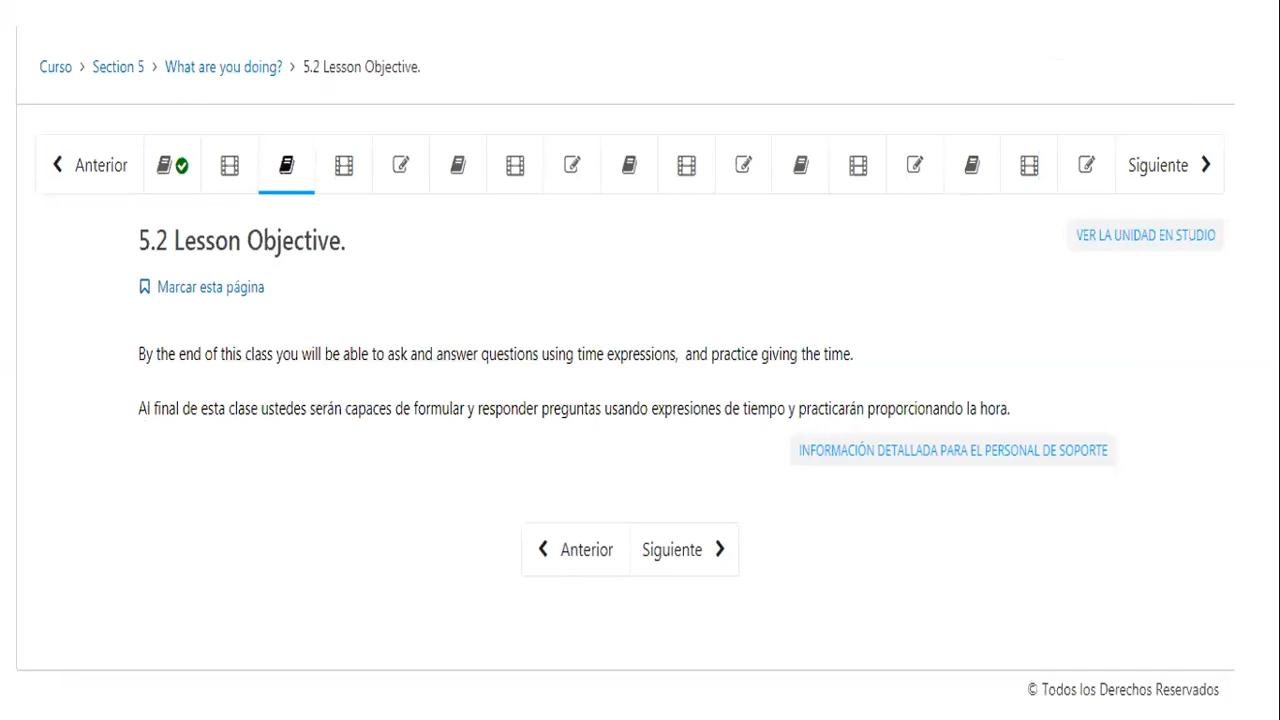 Curso > Section 5 > What are you doing? > 5.2 Lesson Objective.
Anterior
Siguiente
5.2 Lesson Objective.
VER LA UNIDAD EN STUDIO
Marcar esta página
By the end of this class you will be able to ask and answer questions using time expressions, and practice giving the time.
Al final de esta clase ustedes serán capaces de formular y responder preguntas usando expresiones de tiempo y practicarán proporcionando la hora.
INFORMACIÓN DETALLADA PARA EL PERSONAL DE SOPORTE
Anterior
Siguiente
© Todos los Derechos Reservados